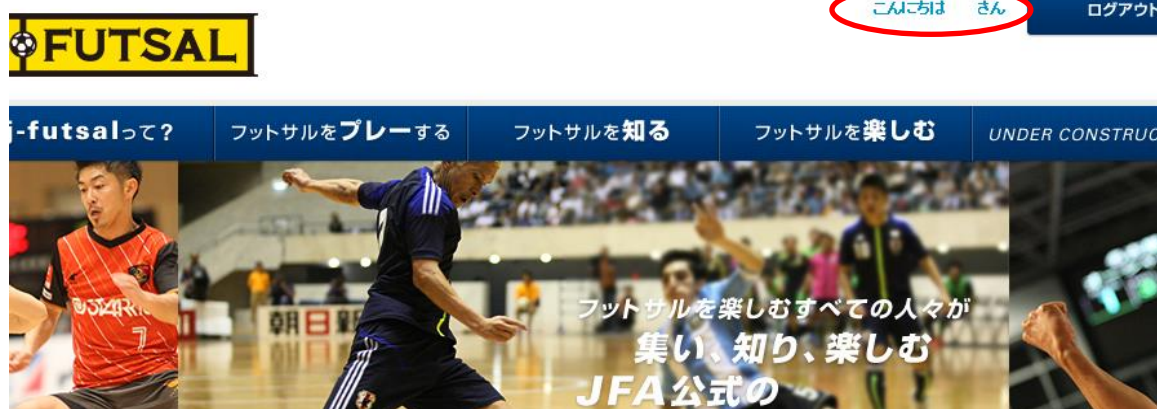 こんにちは さん
ログアウト
FUTSAL
j-futsalって？
フットサルをプレーする
フットサルを知る
フットサルを楽しむ
UNDER CONSTRUC
7
朝日新
フットサルを楽しむすべての人々が
集い、知り、楽しむ
JFA公式の